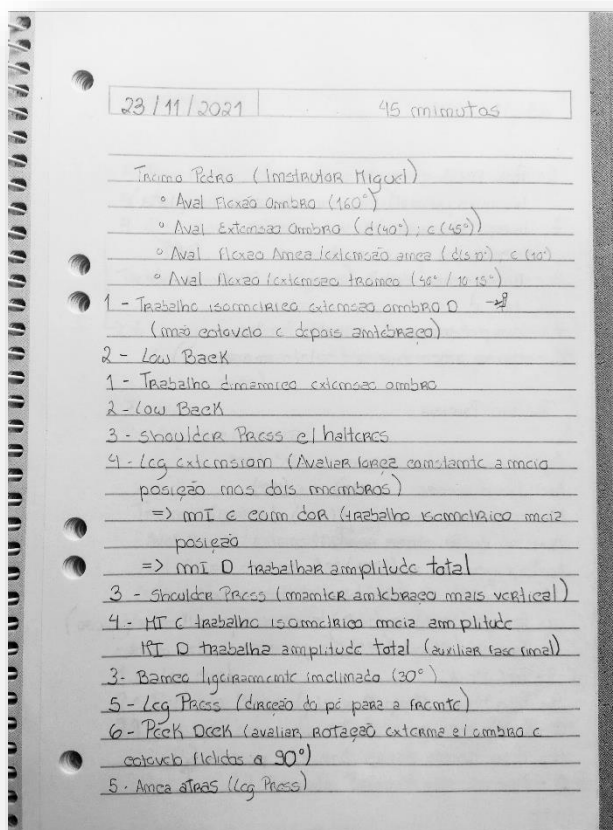 23/11/2021 45 minutos
Treino Pedro (Instrutor Miguel)
° Aval Flexão Ombro (160°)
° Aval Extensão Ombro (d(40°) ; e(45°))
° Aval Flexão Anca /extensão anca ( e (10°)
° Aval Flexão /extensão tronco (
1 - Trabalho isométrico extensão ombro D
(mão cotovelo e depois antebraço)
2 - Low Back
1 - Trabalho dinâmico extensão ombro
2 - Low Back
3 - Shoulder Press c/ halteres
4 - Leg extension (Avaliar força constante a meia
posição nos dois membros)
=> MI E com dor (trabalho isométrico meia
posição
=> MI D trabalhar amplitude total
3 - Shoulder Press (manter antebraço mais vertical)
4 - MI E trabalho isométrico meia amplitude
MI D trabalha amplitude total (auxiliar fase final)
3 - Banco ligeiramente inclinado (30°)
5 - Leg Press (direção do pé para a frente)
6 - Peck Deck (avaliar rotação externa c/ ombro e
cotovelo fletidos a 90°)
5 - Anca atrás (Leg Press)